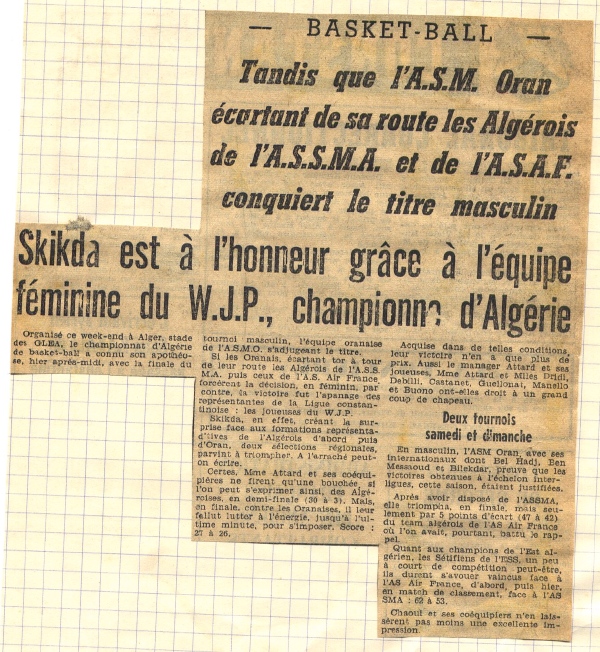 — BASKET-BALL —
Tandis que l'A.S.M. Oran
écartant de sa route les Algérois
de l'A.S.S.M.A. et de l'A.S.A.F.
conquiert le titre masculin
Skikda est à l'honneur grâce à l'équipe
féminine du W.J.P., championne d'Algérie
Organisé ce week-end à Alger, stade
des GLEA, le championnat d'Algérie
de basket-ball a connu son apothéo-
se, hier après-midi, avec la finale du
tournoi masculin, l'équipe oranaise
de l'A.S.M.O. s'adjugeant le titre.
Si les Oranais, écartant tor à tour
de leur route les Algérois de l'A.S.S
M.A. puis ceux de l'A.S. Air France,
forcèrent la décision, en féminin, par
contre, la victoire fut l'apanage des
représentantes de la Ligue constan-
tinoise : les joueuses du W.J.P.
Skikda, en effet, créant la sur-
prise face aux formations représenta-
tives de l'Algérois d'abord puis
d'Oran, deux sélections régionales,
parvint à triompher. A l'arraché peut-
on écrire.
Certes, Mme Attard et ses coéqui-
pières ne firent qu'une bouchée, si
l'on peut s'exprimer ainsi, des Algé-
roises, en demi-finale (30 à 3). Mais,
en finale, contre les Oranaises, il leur
fallut lutter à l'énergie, jusqu'à l'ul-
time minute, pour s'imposer. Score :
27 à 26.
Acquise dans de telles conditions,
leur victoire n'en a que plus de
prix. Aussi le manager Attard et ses
joueuses, Mme Attard et Mlles Dridi,
Debilli, Castanet, Guellonat, Manello
et Buono ont-elles droit à un grand
coup de chapeau.
Deux tournois
samedi et dimanche
En masculin, l'ASM Oran, avec ses
internationaux dont Bel Hadj, Ben
Messaoud et Bilekdar, preuve que les
victoires obtenues à l'échelon inter-
ligues, cette saison, étaient justifiées.
Après avoir disposé de l'ASSMA,
elle triompha, en finale, mais seu-
lement par 5 points d'écart (47 à 42)
du team algérois de l'AS Air France
où l'on avait, pourtant, battu le rap-
pel.
Quant aux champions de l'Est al-
gérien, les Sétifiens de l'ESS, un peu
à court de compétition peut-être,
ils durent s'avouer vaincus face à
l'AS Air France, d'abord, puis hier,
en match de classement, face à l'AS
SMA : 62 à 53.
Chaoui et ses coéquipiers n'en lais-
sèrent pas moins une excellente im-
pression.